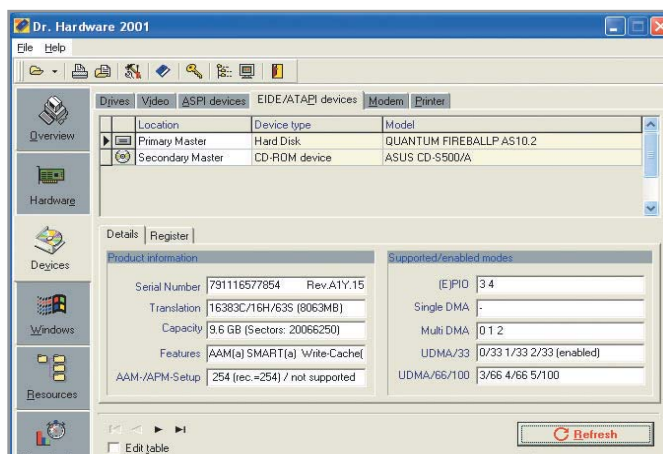 Dr. Hardware 2001
File Help
Drives Video ASPI devices EIDE/ATAPI devices Modem Printer
Location Device type Model
Primary Master Hard Disk QUANTUM FIREBALLP AS10.2
Secondary Master CD-ROM device ASUS CD-S500/A
Overview
Hardware
Devices
Windows
Resources
Details Register
Product information
Serial Number 791116577854 Rev.A1Y.15
Translation 16383C/16H/63S (8063MB)
Capacity 9.6 GB (Sectors: 20066250)
Features AAM(a) SMART(a) Write-Cache(
AAM-/APM-Setup 254 (rec.=254) / not supported
Supported/enabled modes
(E)PIO 3 4
Single DMA -
Multi DMA 0 1 2
UDMA/33 0/33 1/33 2/33 (enabled)
UDMA/66/100 3/66 4/66 5/100
Edit table
Refresh